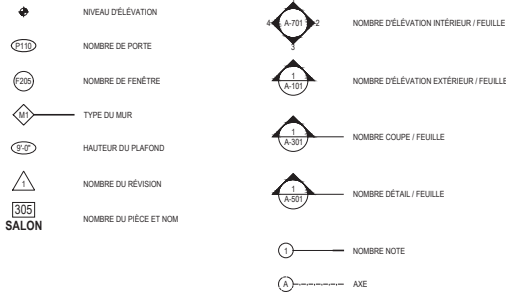 NIVEAU D'ÉLÉVATION
P110 NOMBRE DE PORTE
F205 NOMBRE DE FENÊTRE
M1 TYPE DU MUR
9'-0" HAUTEUR DU PLAFOND
1 NOMBRE DU RÉVISION
305
SALON
NOMBRE DU PIÈCE ET NOM
4 A-701 2 NOMBRE D'ÉLÉVATION INTÉRIEUR / FEUILLE
3
1
A-101 NOMBRE D'ÉLÉVATION EXTÉRIEUR / FEUILLE
1
A-301 NOMBRE COUPE / FEUILLE
1
A-501 NOMBRE DÉTAIL / FEUILLE
1 NOMBRE NOTE
A AXE